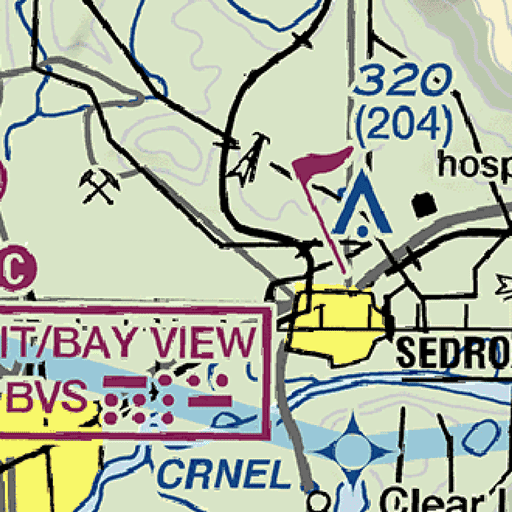 320
(204)
hosp
C
IT/BAY VIEW
BVS
SEDRO
CRNEL
Clear L